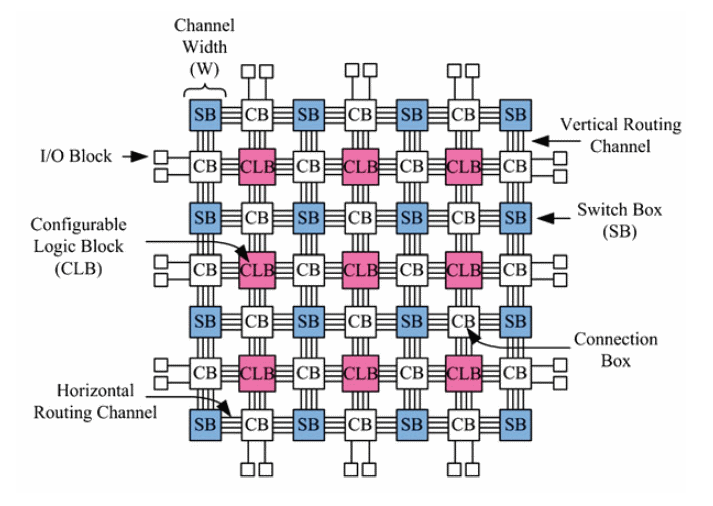 Channel
Width
(W)
SB CB SB CB SB CB SB
Vertical Routing
Channel
I/O Block
CB CLB CB CLB CB CLB CB
Configurable
Logic Block
(CLB)
SB CB SB CB SB CB SB
Switch Box
(SB)
CB CLB CB CLB CB CLB CB
SB CB SB CB SB CB SB
Connection
Box
CB CLB CB CLB CB CLB CB
Horizontal
Routing Channel
SB CB SB CB SB CB SB